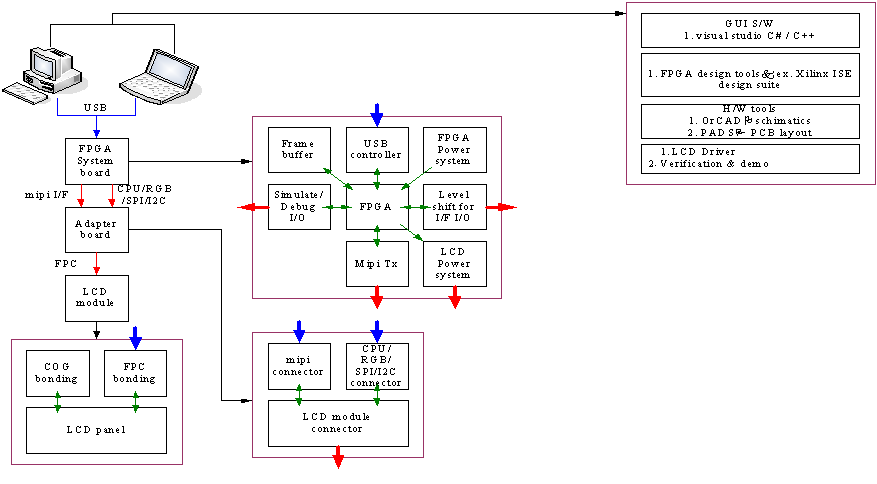 GUI S/W
1. visual studio C# / C++
1. FPGA design tools & ex. Xilinx ISE
design suite
H/W tools
1. OrCAD schimatics
2. PADS PCB layout
1. LCD Driver
2. Verification & demo
USB
FPGA
System
board
mipi I/F
CPU/RGB
/SPI/I2C
Adapter
board
FPC
LCD
module
COG
bonding
FPC
bonding
LCD panel
Frame
buffer
USB
controller
FPGA
Power
system
Simulate/
Debug
I/O
FPGA
Level
shift for
I/F I/O
Mipi Tx
LCD
Power
system
mipi
connector
CPU/
RGB/
SPI/I2C
connector
LCD module
connector